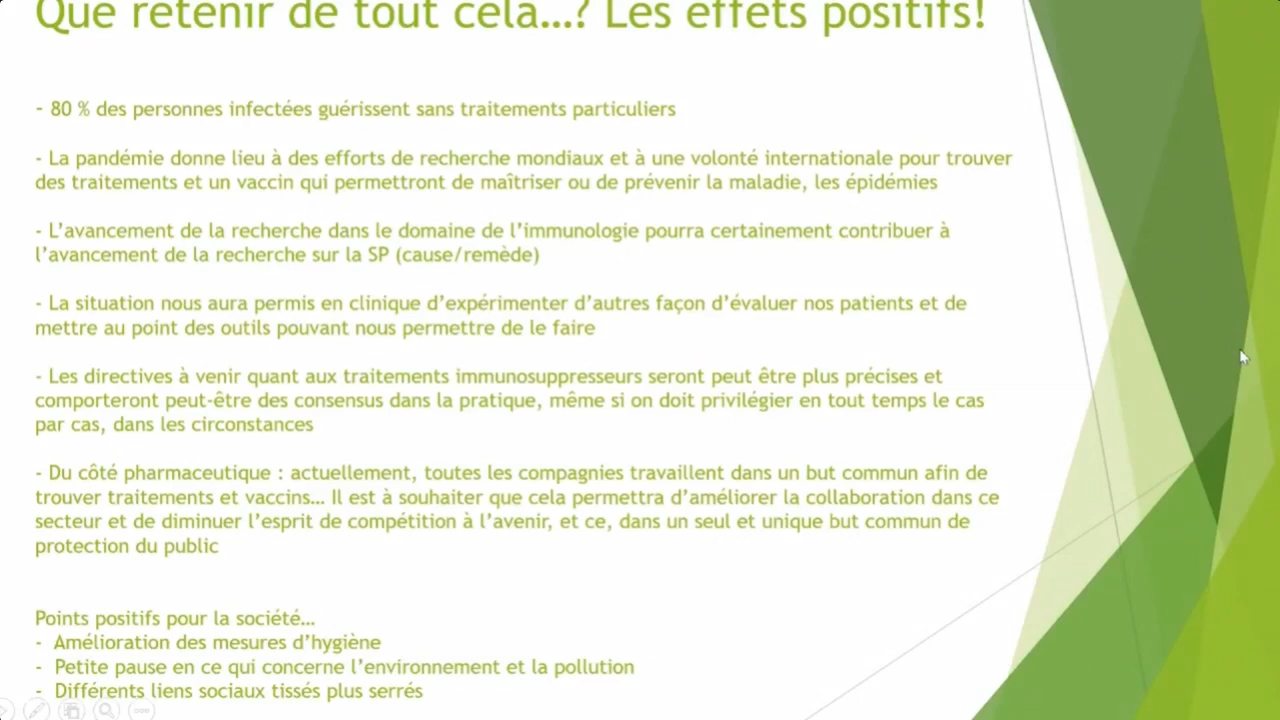 Que retenir de tout cela...? Les effets positifs!
- 80 % des personnes infectées guérissent sans traitements particuliers
- La pandémie donne lieu à des efforts de recherche mondiaux et à une volonté internationale pour trouver
des traitements et un vaccin qui permettront de maîtriser ou de prévenir la maladie, les épidémies
- L’avancement de la recherche dans le domaine de l’immunologie pourra certainement contribuer à
l’avancement de la recherche sur la SP (cause/remède)
- La situation nous aura permis en clinique d’expérimenter d’autres façon d’évaluer nos patients et de
mettre au point des outils pouvant nous permettre de le faire
- Les directives à venir quant aux traitements immunosuppresseurs seront peut être plus précises et
comporteront peut-être des consensus dans la pratique, même si on doit privilégier en tout temps le cas
par cas, dans les circonstances
- Du côté pharmaceutique : actuellement, toutes les compagnies travaillent dans un but commun afin de
trouver traitements et vaccins… Il est à souhaiter que cela permettra d’améliorer la collaboration dans ce
secteur et de diminuer l’esprit de compétition à l’avenir, et ce, dans un seul et unique but commun de
protection du public
Points positifs pour la société…
- Amélioration des mesures d’hygiène
- Petite pause en ce qui concerne l’environnement et la pollution
- Différents liens sociaux tissés plus serrés